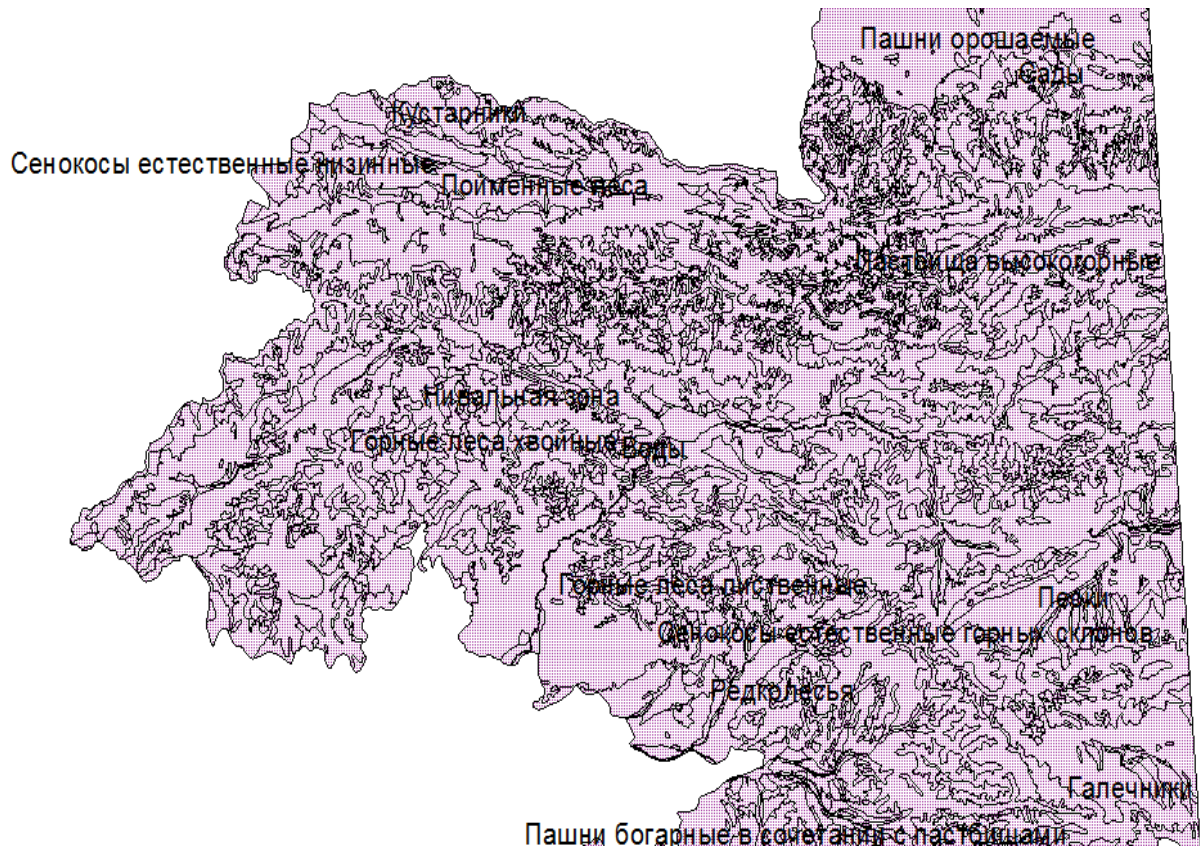 Пашни орошаемые
Сады
Кустарники
Сенокосы естественные низинные
Пойменные леса
Пастбища высокогорные
Нивальная зона
Горные леса хвойные
Воды
Горные леса лиственные
Пески
Сенокосы естественные горных склонов
Редколесья
Галечники
Пашни богарные в сочетании с пастбищами